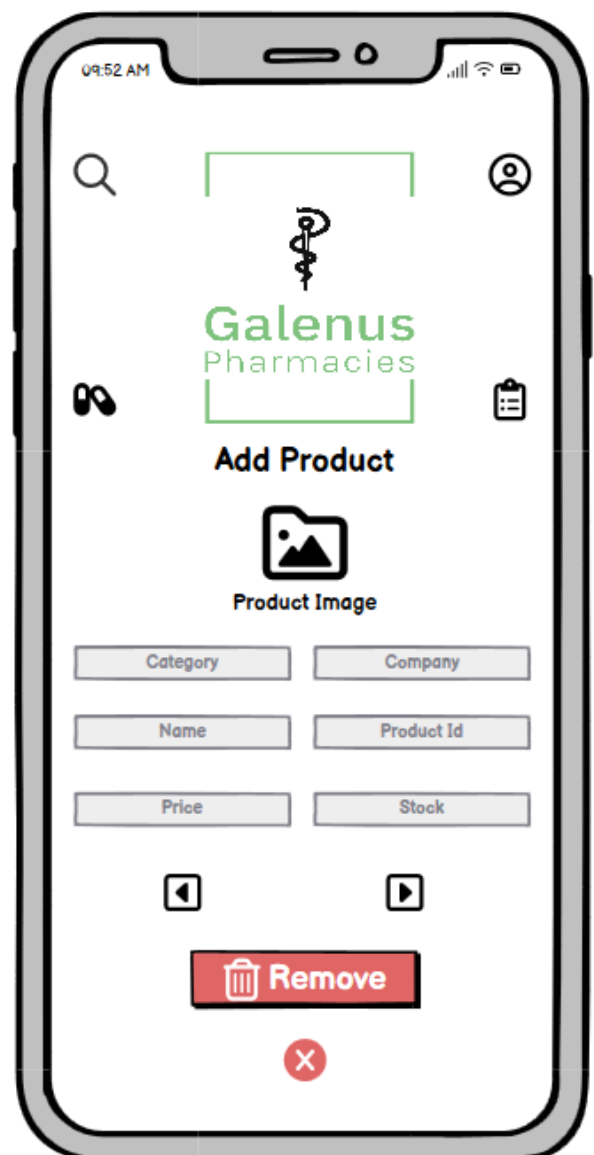 09:52 AM
Galenus
Pharmacies
Add Product
Product Image
Category Company
Name Product Id
Price Stock
Remove